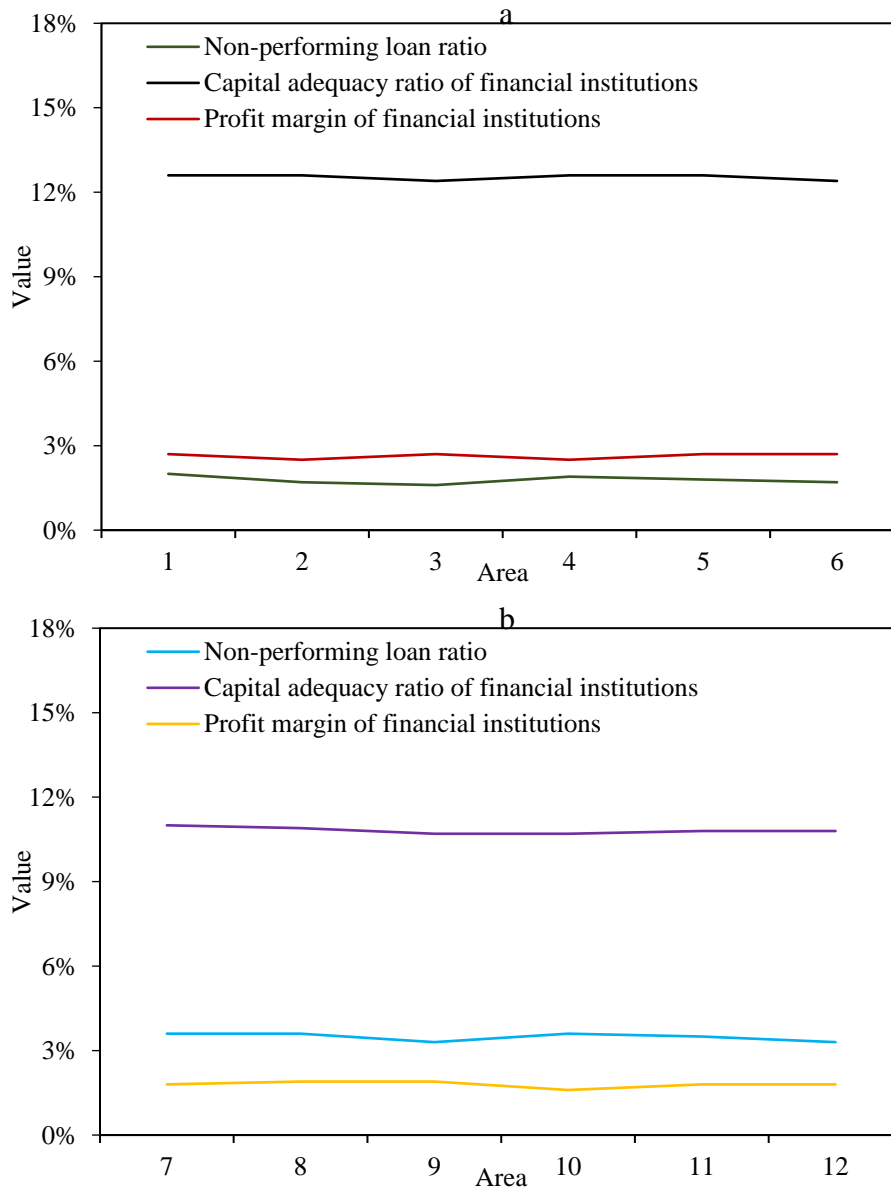 a
18%
Non-performing loan ratio
Capital adequacy ratio of financial institutions
15%
Profit margin of financial institutions
12%
Value
9%
6%
3%
0%
1 2 3 4 5 6
Area
b
18%
Non-performing loan ratio
Capital adequacy ratio of financial institutions
15%
Profit margin of financial institutions
12%
Value
9%
6%
3%
0%
7 8 9 10 11 12
Area